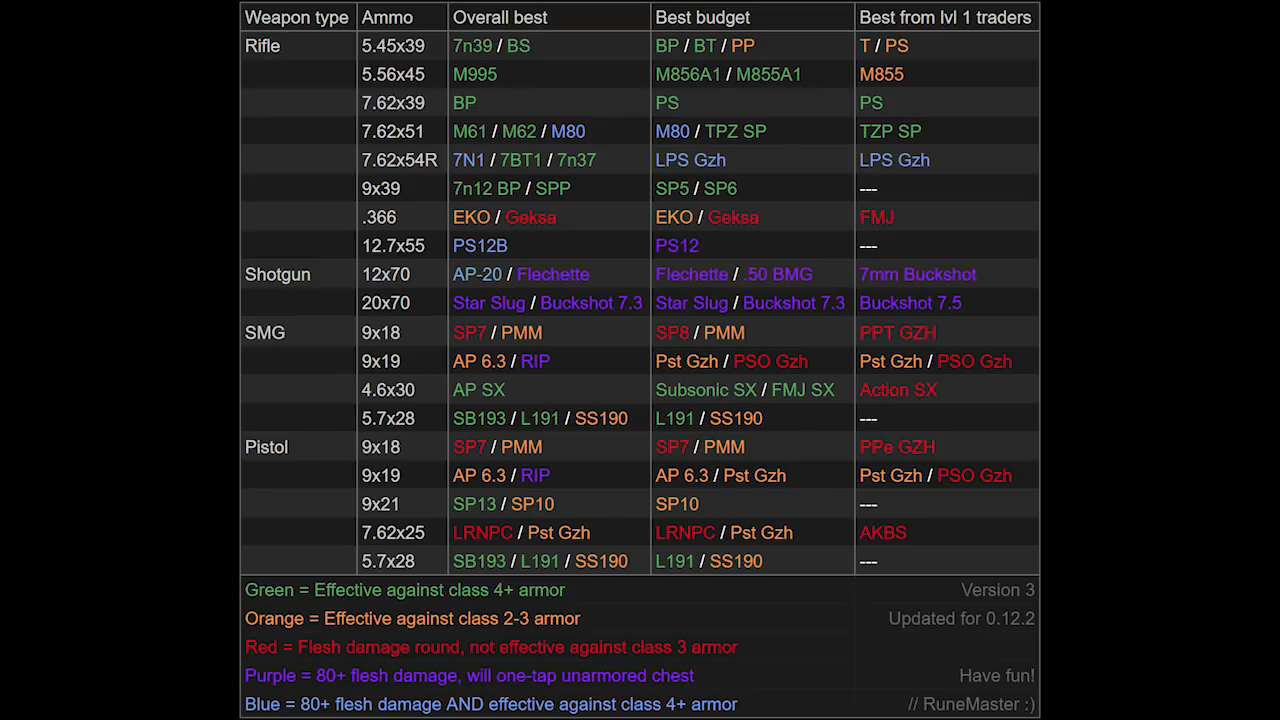 Weapon type Ammo Overall best Best budget Best from lvl 1 traders
Rifle 5.45x39 7n39 / BS BP / BT / PP T / PS
5.56x45 M995 M856A1 / M855A1 M855
7.62x39 BP PS PS
7.62x51 M61 / M62 / M80 M80 / TPZ SP TZP SP
7.62x54R 7N1 / 7BT1 / 7n37 LPS Gzh LPS Gzh
9x39 7n12 BP / SPP SP5 / SP6 ---
.366 EKO / Geksa EKO / Geksa FMJ
12.7x55 PS12B PS12 ---
Shotgun 12x70 AP-20 / Flechette Flechette / .50 BMG 7mm Buckshot
20x70 Star Slug / Buckshot 7.3 Star Slug / Buckshot 7.3 Buckshot 7.5
SMG 9x18 SP7 / PMM SP8 / PMM PPT GZH
9x19 AP 6.3 / RIP Pst Gzh / PSO Gzh Pst Gzh / PSO Gzh
4.6x30 AP SX Subsonic SX / FMJ SX Action SX
5.7x28 SB193 / L191 / SS190 L191 / SS190 ---
Pistol 9x18 SP7 / PMM SP7 / PMM PPe GZH
9x19 AP 6.3 / RIP AP 6.3 / Pst Gzh Pst Gzh / PSO Gzh
9x21 SP13 / SP10 SP10 ---
7.62x25 LRNPC / Pst Gzh LRNPC / Pst Gzh AKBS
5.7x28 SB193 / L191 / SS190 L191 / SS190 ---
Green = Effective against class 4+ armor Version 3
Orange = Effective against class 2-3 armor Updated for 0.12.2
Red = Flesh damage round, not effective against class 3 armor
Purple = 80+ flesh damage, will one-tap unarmored chest Have fun!
Blue = 80+ flesh damage AND effective against class 4+ armor // RuneMaster :)